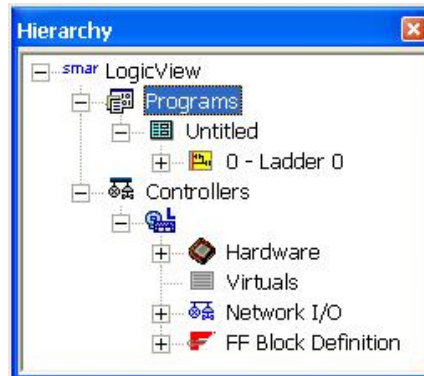 Hierarchy
smar LogicView
Programs
Untitled
0 - Ladder 0
Controllers
L
Hardware
Virtuals
Network I/O
FF Block Definition